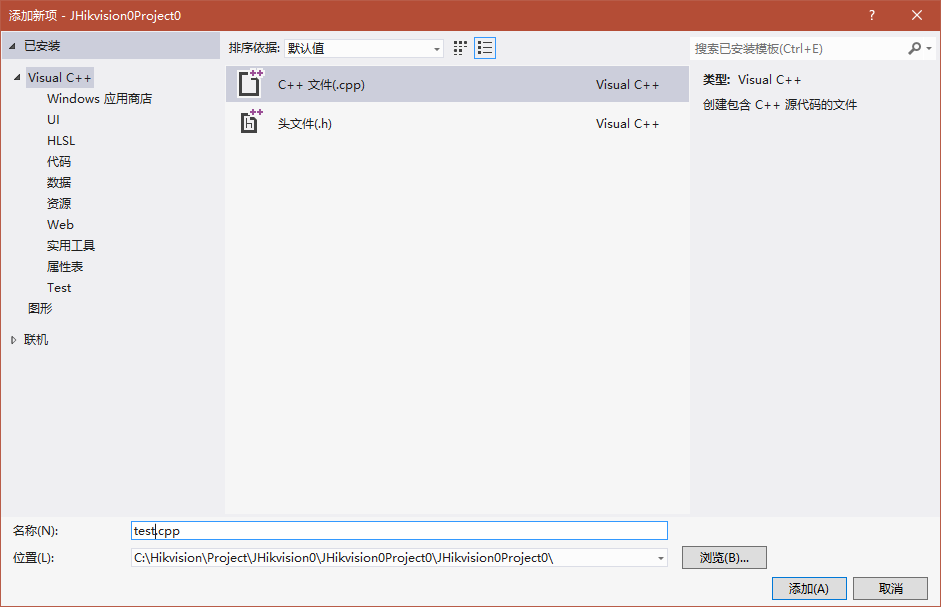 添加新项 - JHikvision0Project0
?
已安装
排序依据: 默认值
搜索已安装模板(Ctrl+E)
Visual C++
Windows 应用商店
UI
HLSL
代码
数据
资源
Web
实用工具
属性表
Test
图形
联机
C++ 文件(.cpp) Visual C++
头文件(.h) Visual C++
类型: Visual C++
创建包含 C++ 源代码的文件
名称(N): test.cpp
位置(L): C:\Hikvision\Project\JHikvision0\JHikvision0Project0\JHikvision0Project0\
浏览(B)...
添加(A) 取消